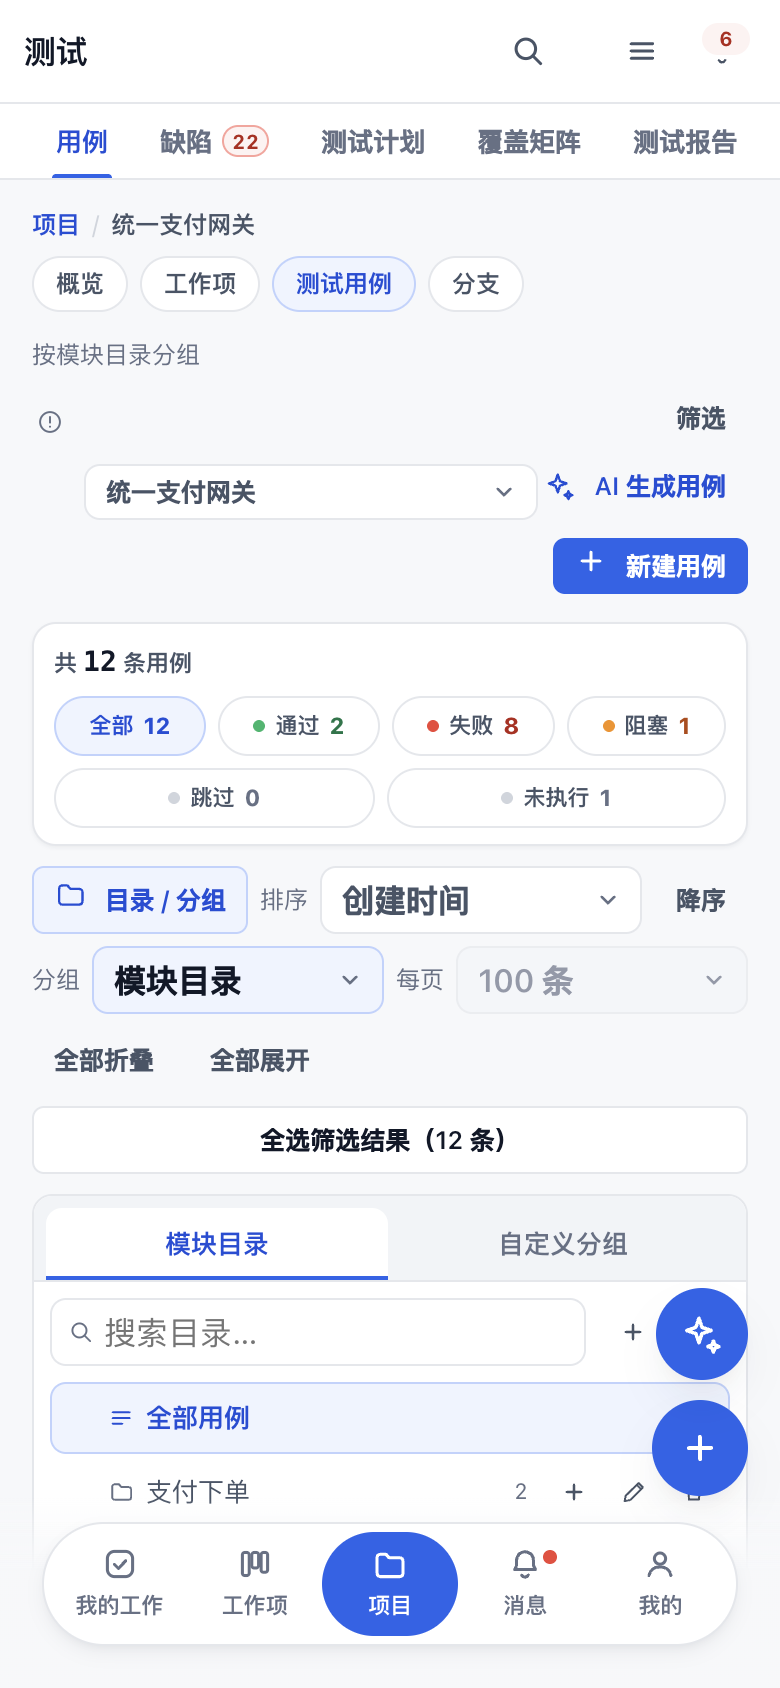 测试
6
用例 缺陷 22 测试计划 覆盖矩阵 测试报告
项目 / 统一支付网关
概览 工作项 测试用例 分支
按模块目录分组
筛选
统一支付网关 AI 生成用例
新建用例
共 12 条用例
全部 12 通过 2 失败 8 阻塞 1
跳过 0 未执行 1
目录 / 分组 排序 创建时间 降序
分组 模块目录 每页 100 条
全部折叠 全部展开
全选筛选结果（12 条）
模块目录 自定义分组
搜索目录...
全部用例
支付下单 2
我的工作 工作项 项目 消息 我的